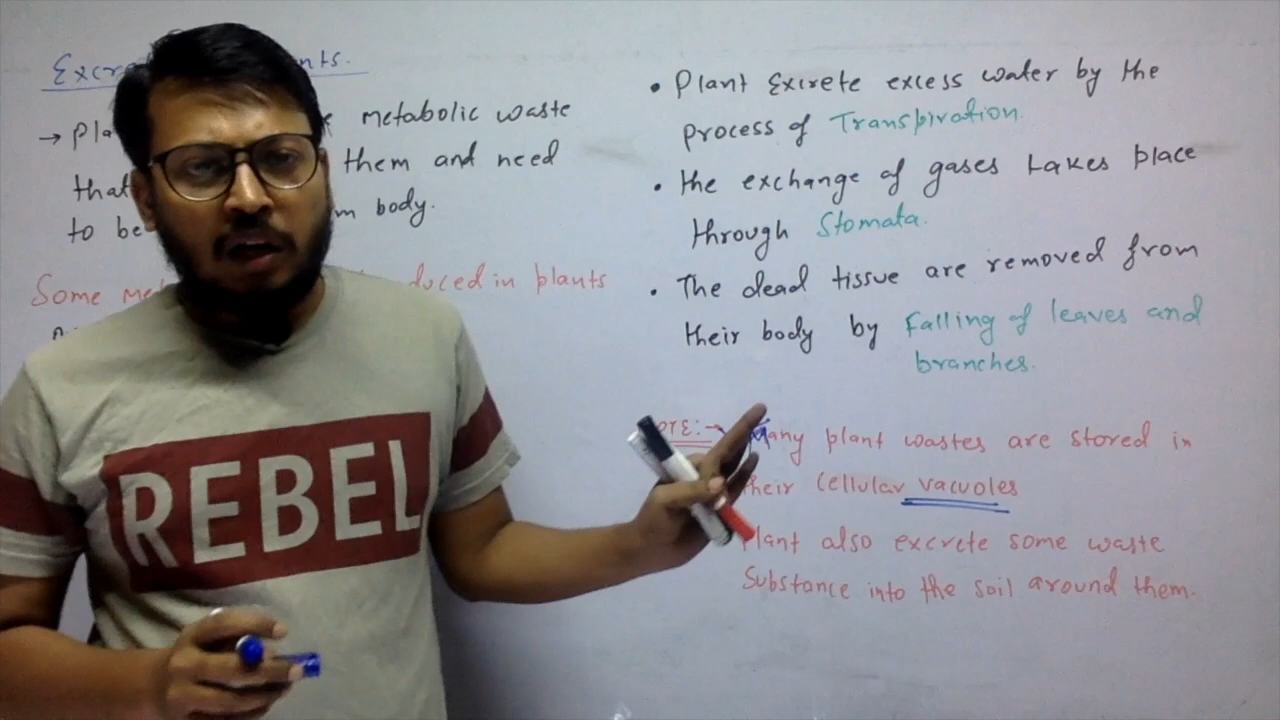 nts.
→ Pla metabolic waste
that them and need
to be m body.
Some me duced in plants
• Plant Excrete excess water by the
process of Transpiration.
• the exchange of gases takes place
through Stomata.
• The dead tissue are removed from
their body by falling of leaves and
branches.
Many plant wastes are stored in
their cellular vacuoles
Plant also excrete some waste
Substance into the soil around them.
REBEL